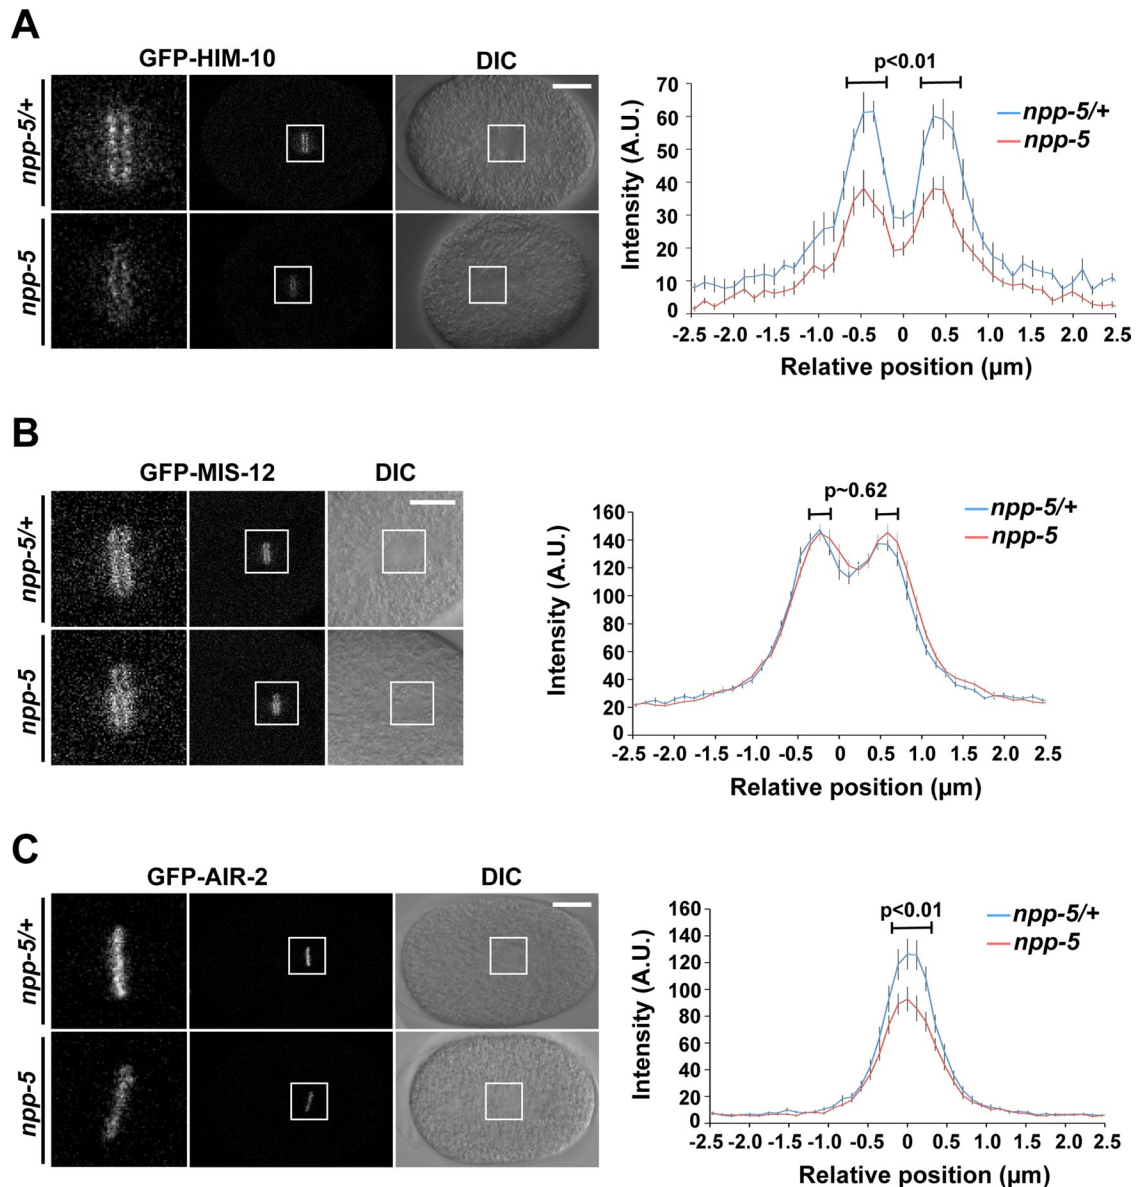 A
GFP-HIM-10
DIC
npp-5/+
npp-5
p<0.01
Intensity (A.U.)
70
60
50
40
30
20
10
0
-2.5 -2.0 -1.5 -1.0 -0.5 0 0.5 1.0 1.5 2.0 2.5
Relative position (µm)
npp-5/+
npp-5
B
GFP-MIS-12
DIC
npp-5/+
npp-5
p~0.62
Intensity (A.U.)
160
140
120
100
80
60
40
20
0
-2.5 -2.0 -1.5 -1.0 -0.5 0 0.5 1.0 1.5 2.0 2.5
Relative position (µm)
npp-5/+
npp-5
C
GFP-AIR-2
DIC
npp-5/+
npp-5
p<0.01
Intensity (A.U.)
160
140
120
100
80
60
40
20
0
-2.5 -2.0 -1.5 -1.0 -0.5 0 0.5 1.0 1.5 2.0 2.5
Relative position (µm)
npp-5/+
npp-5